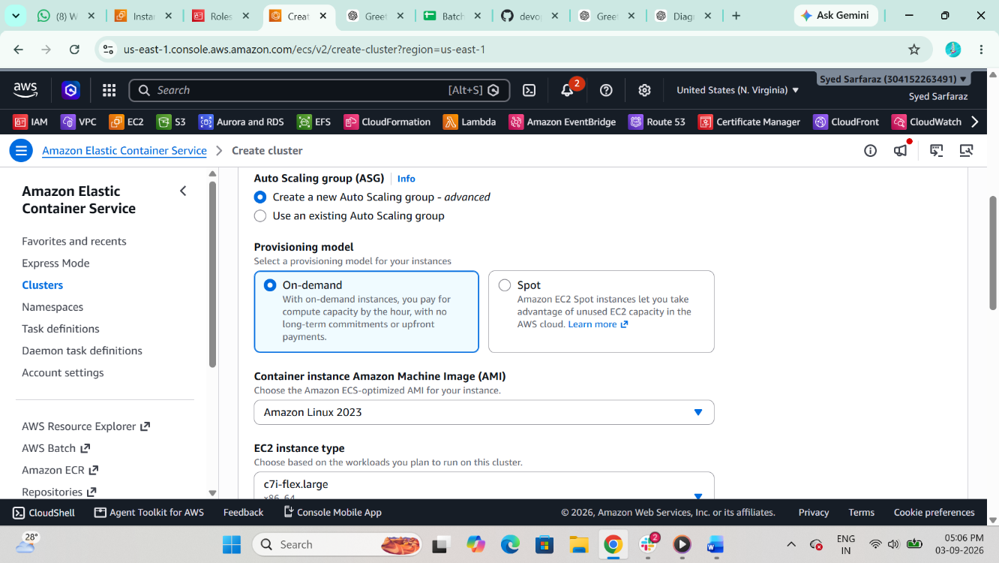 (8) W
Instar
Roles
Creat
Greet
Batch
devo
Greet
Diagr
Ask Gemini
us-east-1.console.aws.amazon.com/ecs/v2/create-cluster?region=us-east-1
aws
Search
[Alt+S]
2
United States (N. Virginia)
Syed Sarfaraz (304152263491)
Syed Sarfaraz
IAM
VPC
EC2
S3
Aurora and RDS
EFS
CloudFormation
Lambda
Amazon EventBridge
Route 53
Certificate Manager
CloudFront
CloudWatch
Amazon Elastic Container Service
Create cluster
Amazon Elastic
Container Service
Favorites and recents
Express Mode
Clusters
Namespaces
Task definitions
Daemon task definitions
Account settings
AWS Resource Explorer
AWS Batch
Amazon ECR
Repositories
Auto Scaling group (ASG)
Info
Create a new Auto Scaling group - advanced
Use an existing Auto Scaling group
Provisioning model
Select a provisioning model for your instances
On-demand
With on-demand instances, you pay for
compute capacity by the hour, with no
long-term commitments or upfront
payments.
Spot
Amazon EC2 Spot instances let you take
advantage of unused EC2 capacity in the
AWS cloud. Learn more
Container instance Amazon Machine Image (AMI)
Choose the Amazon ECS-optimized AMI for your instance.
Amazon Linux 2023
EC2 instance type
Choose based on the workloads you plan to run on this cluster.
c7i-flex.large
x86_64
CloudShell
Agent Toolkit for AWS
Feedback
Console Mobile App
© 2026, Amazon Web Services, Inc. or its affiliates.
Privacy
Terms
Cookie preferences
28°
Search
2
ENG
IN
05:06 PM
03-09-2026